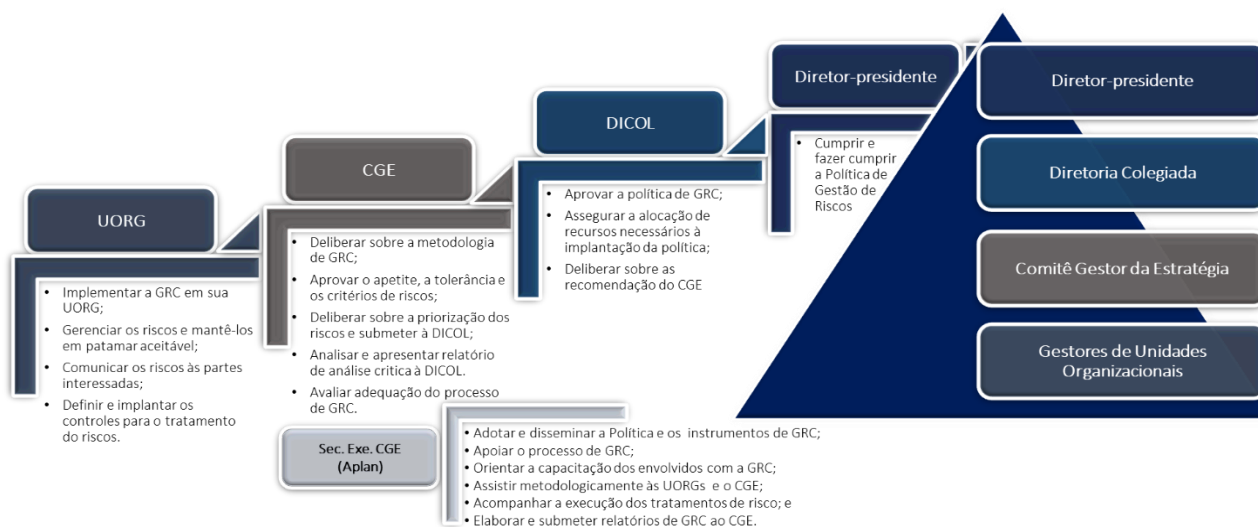 UORG
• Implementar a GRC em sua
UORG;
• Gerenciar os riscos e mantê-los
em patamar aceitável;
• Comunicar os riscos às partes
interessadas;
• Definir e implantar os
controles para o tratamento
do riscos.
CGE
• Deliberar sobre a metodologia
de GRC;
• Aprovar o apetite, a tolerância e
os critérios de riscos;
• Deliberar sobre a priorização dos
riscos e submeter à DICOL;
• Analisar e apresentar relatório
de análise critica à DICOL.
• Avaliar adequação do processo
de GRC.
Sec. Exe. CGE
(Aplan)
• Adotar e disseminar a Política e os instrumentos de GRC;
• Apoiar o processo de GRC;
• Orientar a capacitação dos envolvidos com a GRC;
• Assistir metodologicamente às UORGs e o CGE;
• Acompanhar a execução dos tratamentos de risco; e
• Elaborar e submeter relatórios de GRC ao CGE.
DICOL
• Aprovar a política de GRC;
• Assegurar a alocação de
recursos necessários à
implantação da política;
• Deliberar sobre as
recomendação do CGE
Diretor-presidente
• Cumprir e
fazer cumprir
a Política de
Gestão de
Riscos
Diretor-presidente
Diretoria Colegiada
Comitê Gestor da Estratégia
Gestores de Unidades
Organizacionais